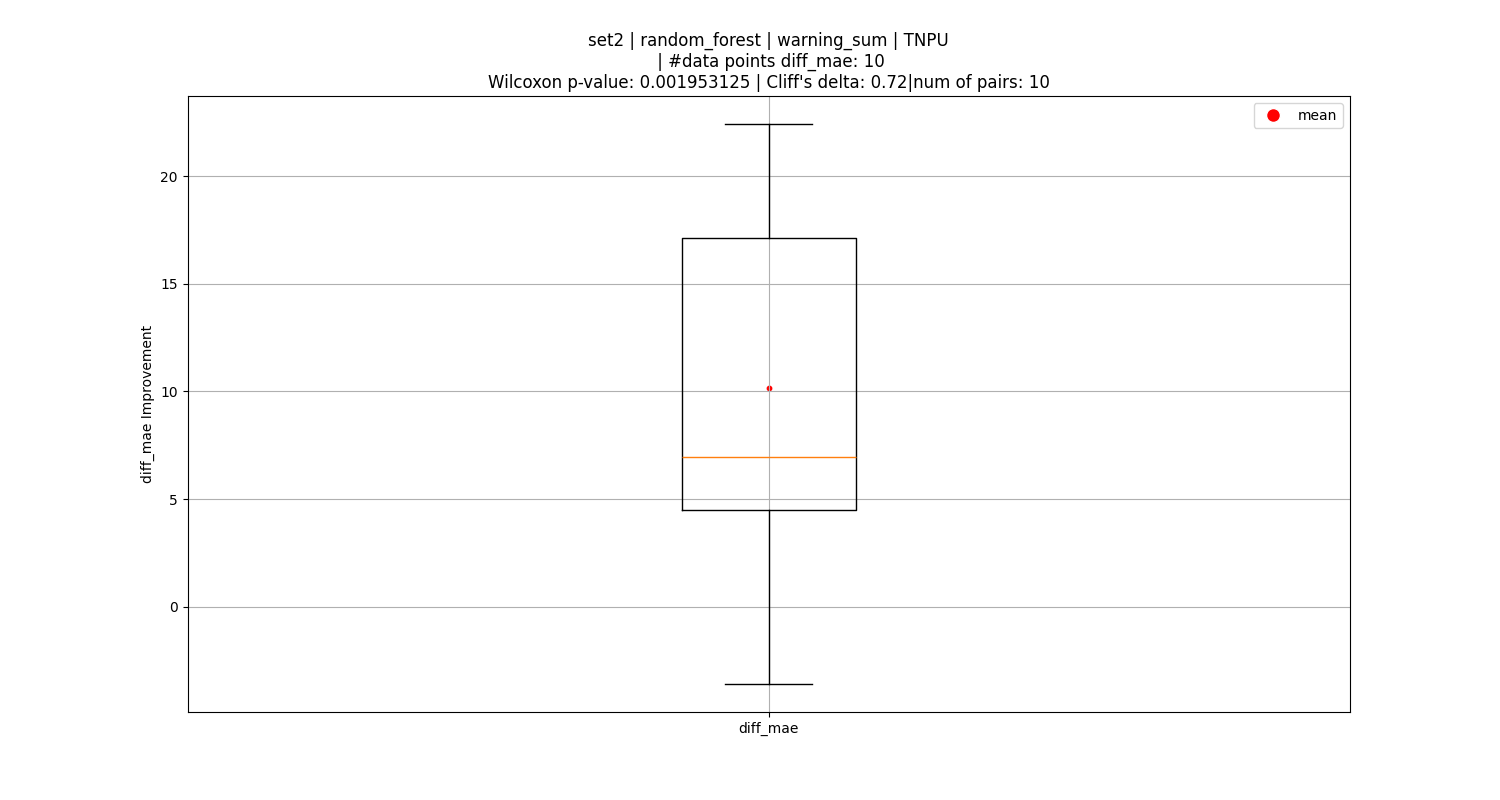 set2 | random_forest | warning_sum | TNPU
| #data points diff_mae: 10
Wilcoxon p-value: 0.001953125 | Cliff's delta: 0.72|num of pairs: 10
mean
20
15
10
5
0
diff_mae Improvement
diff_mae